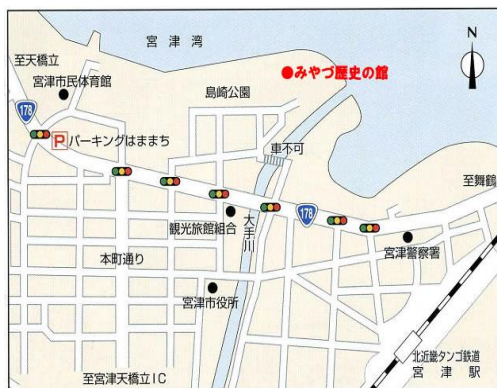 宮津湾
N
至天橋立
宮津市民体育館
●みやづ歴史の館
島崎公園
178
P パーキングはままち
車不可
至舞鶴
178
観光旅館組合
大手川
宮津警察署
本町通り
宮津市役所
北近畿タンゴ鉄道
宮津駅
至宮津天橋立IC